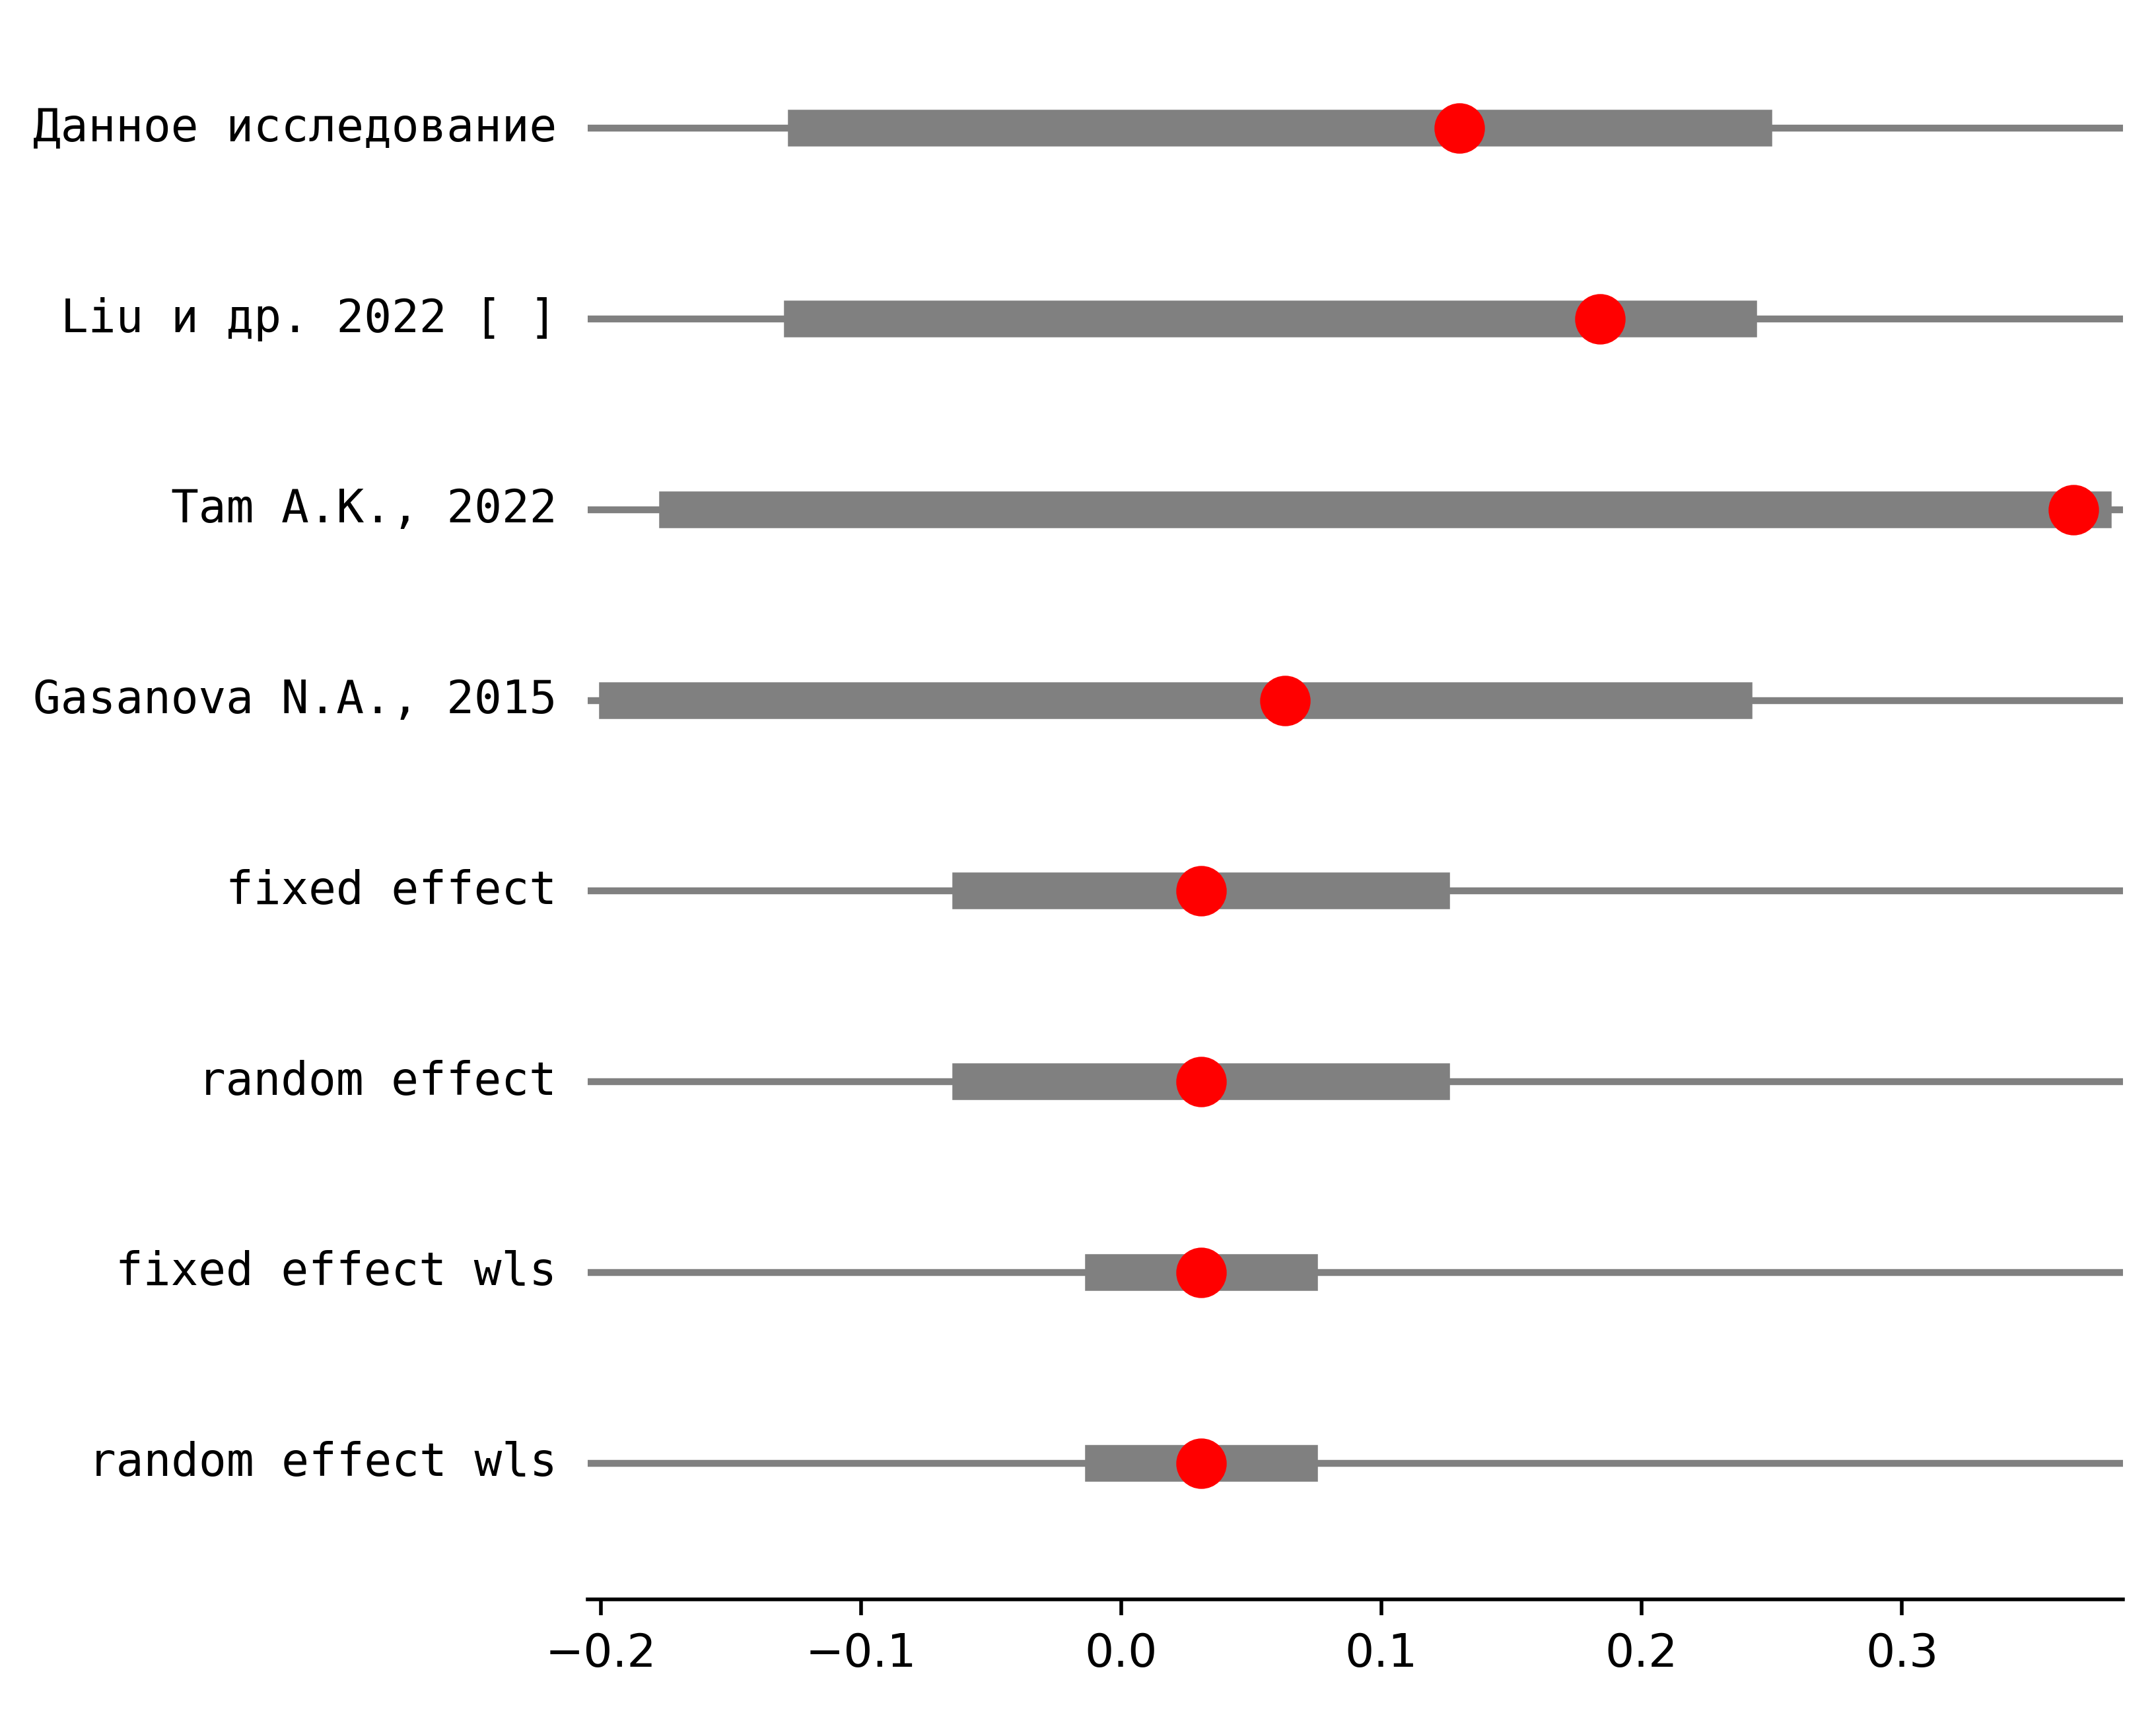 Данное исследование
Liu и др. 2022 [ ]
Tam A.K., 2022
Gasanova N.A., 2015
fixed effect
random effect
fixed effect wls
random effect wls
−0.2 −0.1 0.0 0.1 0.2 0.3